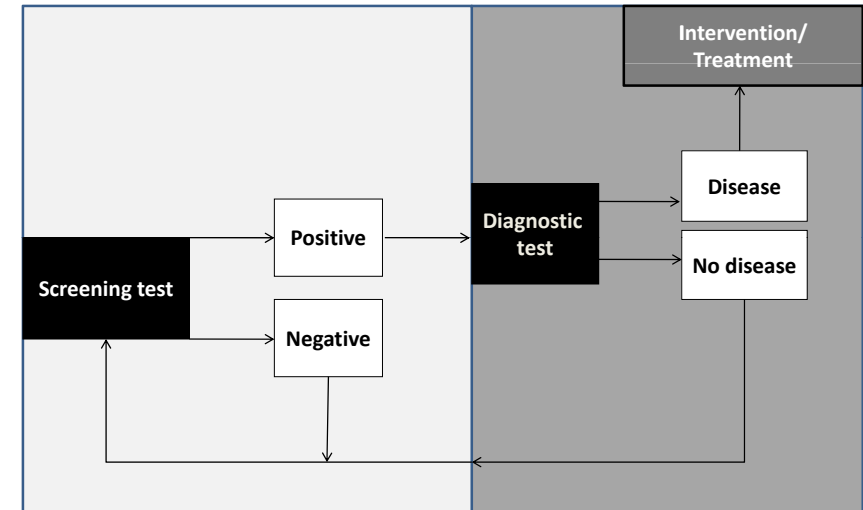 Intervention/
Treatment
Disease
Diagnostic
test
Positive
No disease
Screening test
Negative